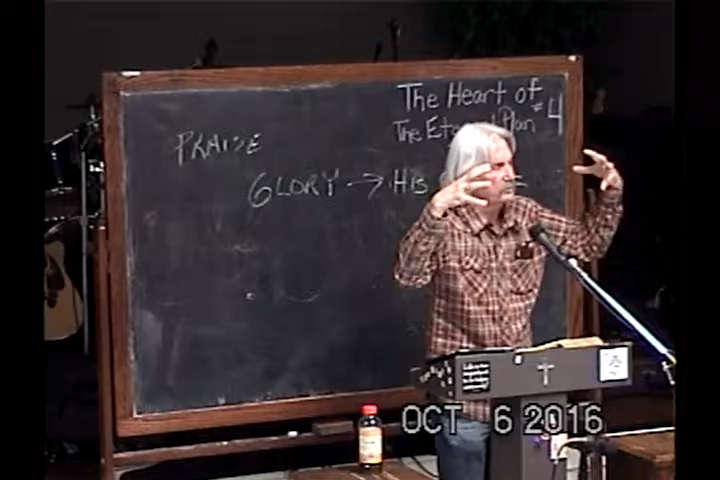 The Heart of
The Eternal Plan #4
PRAISE
GLORY → HIS
OCT 6 2016